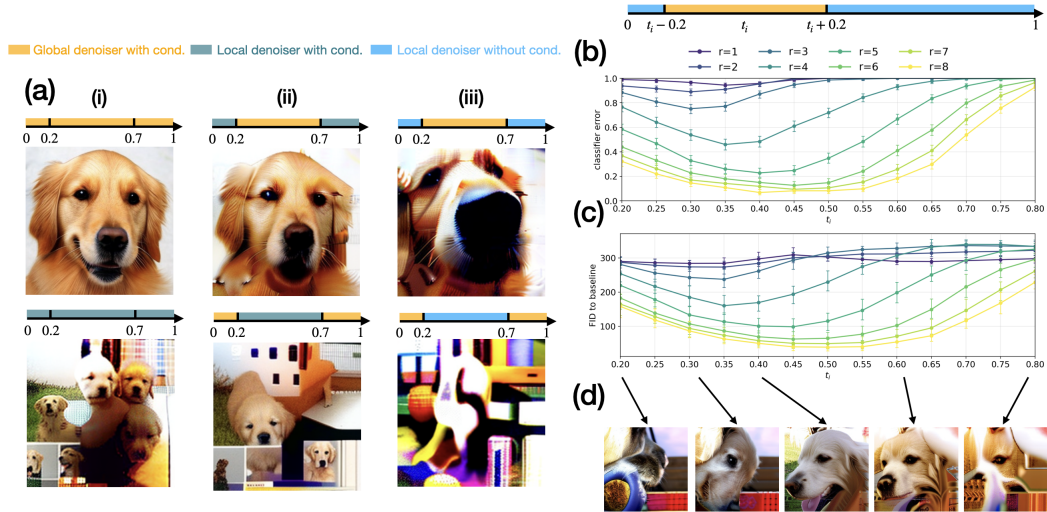 Global denoiser with cond. Local denoiser with cond. Local denoiser without cond.
(a)
(i) (ii) (iii)
0 0.2 0.7 1
0 0.2 0.7 1
0 0.2 0.7 1
0 0.2 0.7 1
0 0.2 0.7 1
0 0.2 0.7 1
0 tᵢ − 0.2 tᵢ tᵢ + 0.2 1
(b)
r=1 r=3 r=5 r=7
r=2 r=4 r=6 r=8
classifier error
1.0
0.8
0.6
0.4
0.2
0.0
0.20 0.25 0.30 0.35 0.40 0.45 0.50 0.55 0.60 0.65 0.70 0.75 0.80
tᵢ
(c)
FID to baseline
300
200
100
0.20 0.25 0.30 0.35 0.40 0.45 0.50 0.55 0.60 0.65 0.70 0.75 0.80
tᵢ
(d)